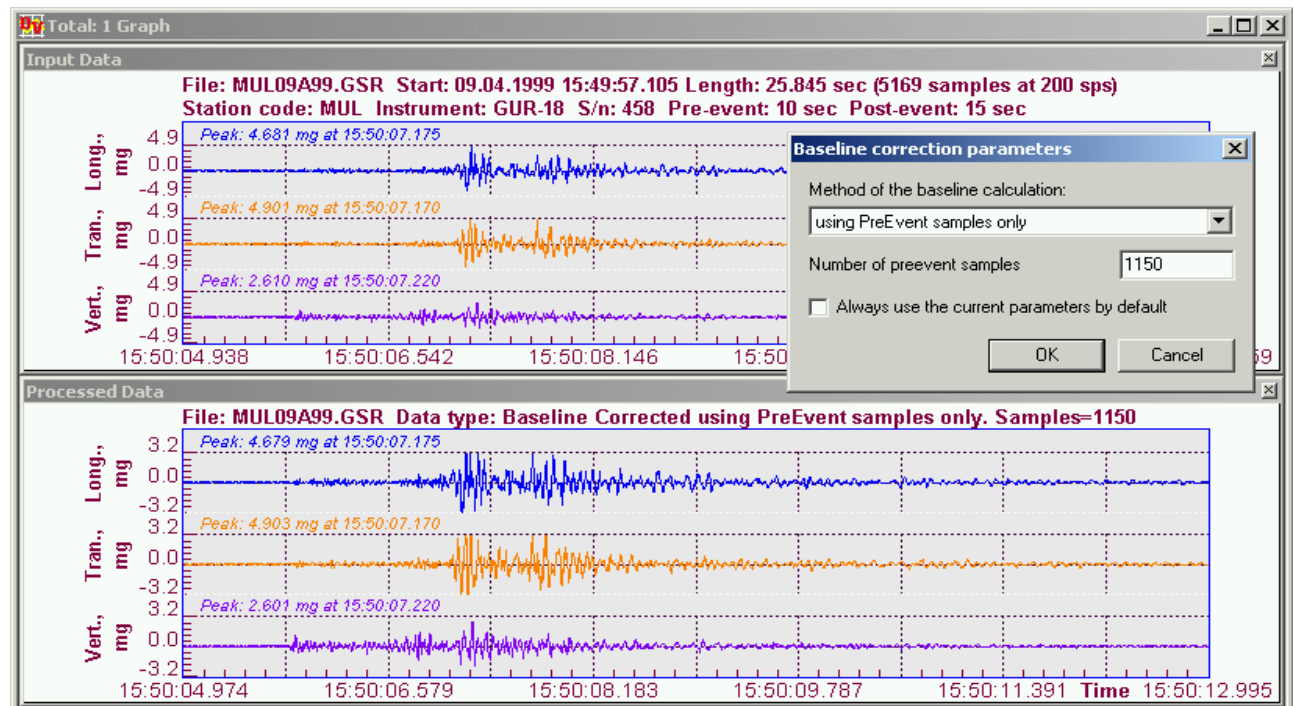 Total: 1 Graph
Input Data
File: MUL09A99.GSR Start: 09.04.1999 15:49:57.105 Length: 25.845 sec (5169 samples at 200 sps)
Station code: MUL Instrument: GUR-18 S/n: 458 Pre-event: 10 sec Post-event: 15 sec
Long., mg
4.9
0.0
-4.9
Peak: 4.681 mg at 15:50:07.175
Tran., mg
4.9
0.0
-4.9
Peak: 4.901 mg at 15:50:07.170
Vert., mg
4.9
0.0
-4.9
Peak: 2.610 mg at 15:50:07.220
15:50:04.938 15:50:06.542 15:50:08.146 15:50
Baseline correction parameters
Method of the baseline calculation:
using PreEvent samples only
Number of preevent samples 1150
Always use the current parameters by default
OK Cancel
Processed Data
File: MUL09A99.GSR Data type: Baseline Corrected using PreEvent samples only. Samples=1150
Long., mg
3.2
0.0
-3.2
Peak: 4.679 mg at 15:50:07.175
Tran., mg
3.2
0.0
-3.2
Peak: 4.903 mg at 15:50:07.170
Vert., mg
3.2
0.0
-3.2
Peak: 2.601 mg at 15:50:07.220
15:50:04.974 15:50:06.579 15:50:08.183 15:50:09.787 15:50:11.391 Time 15:50:12.995